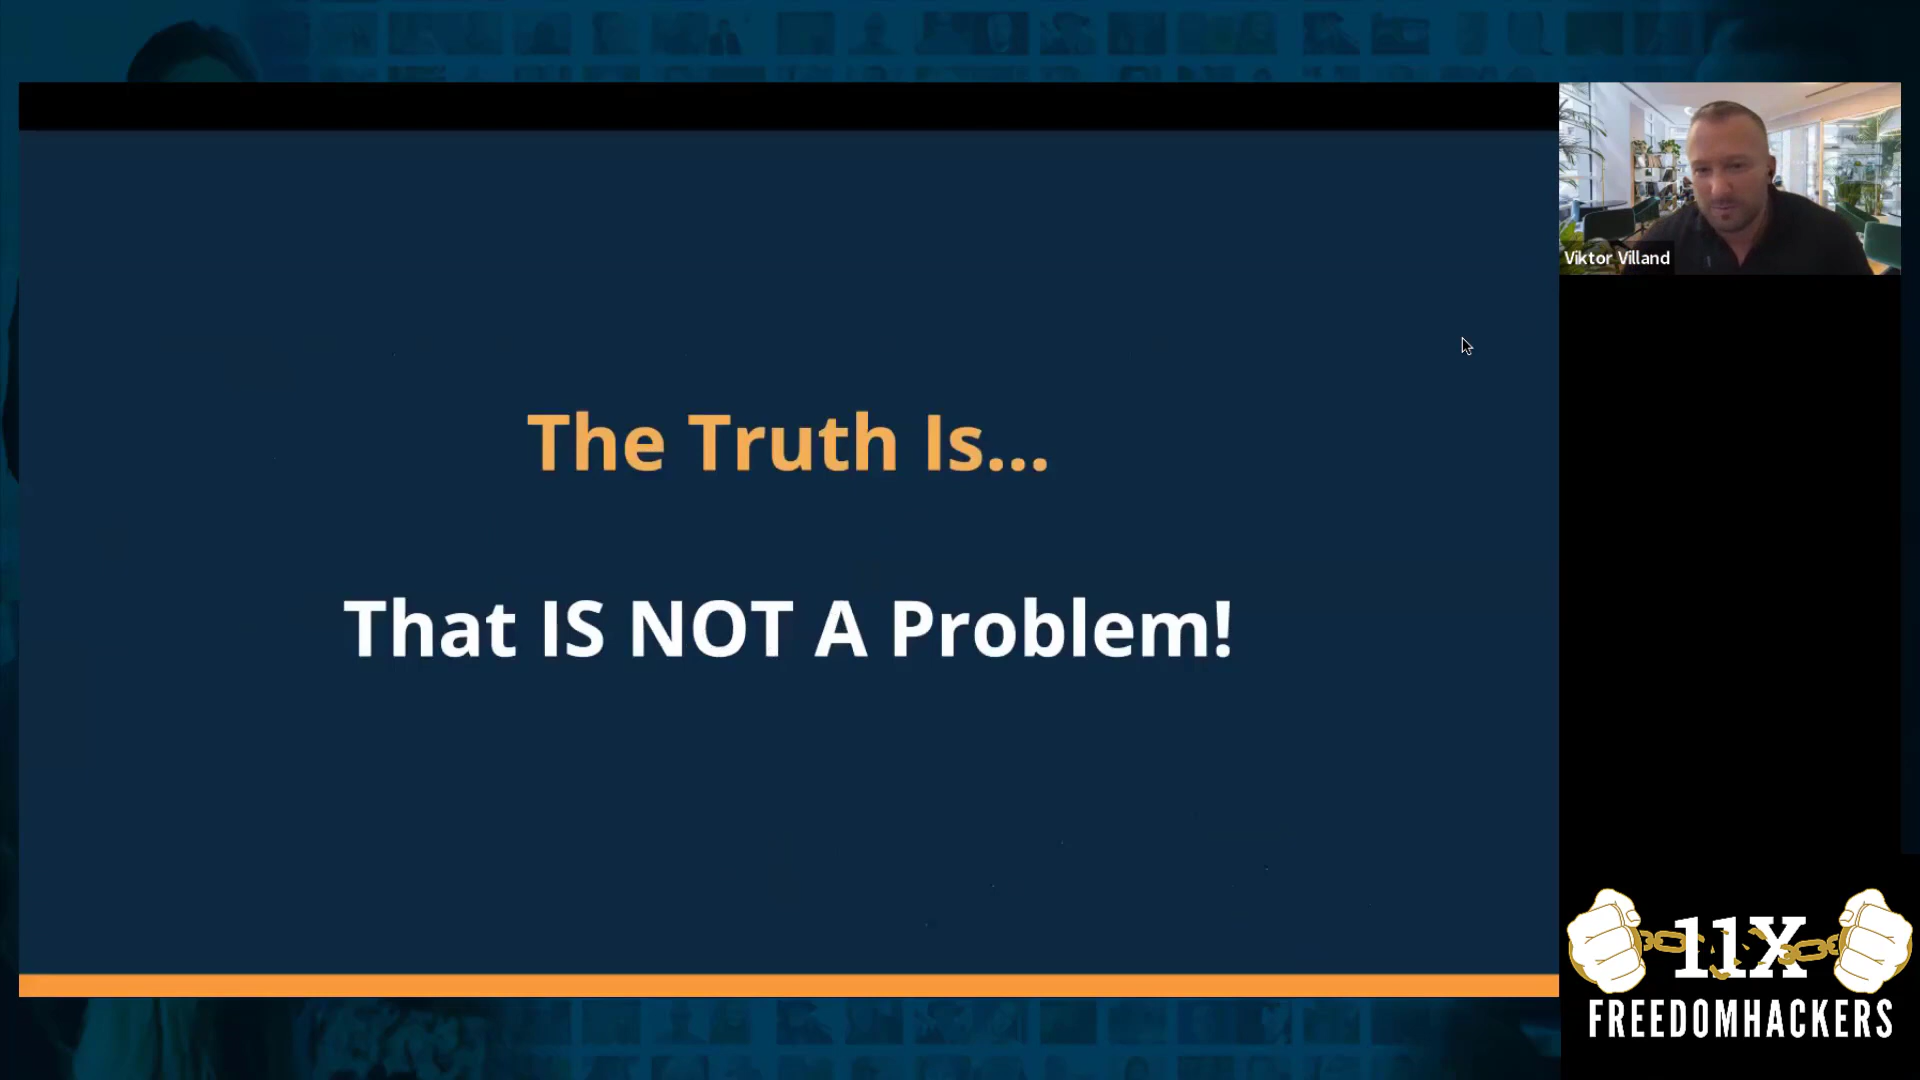 The Truth Is...
That IS NOT A Problem!
Viktor Villand
11X
FREEDOMHACKERS